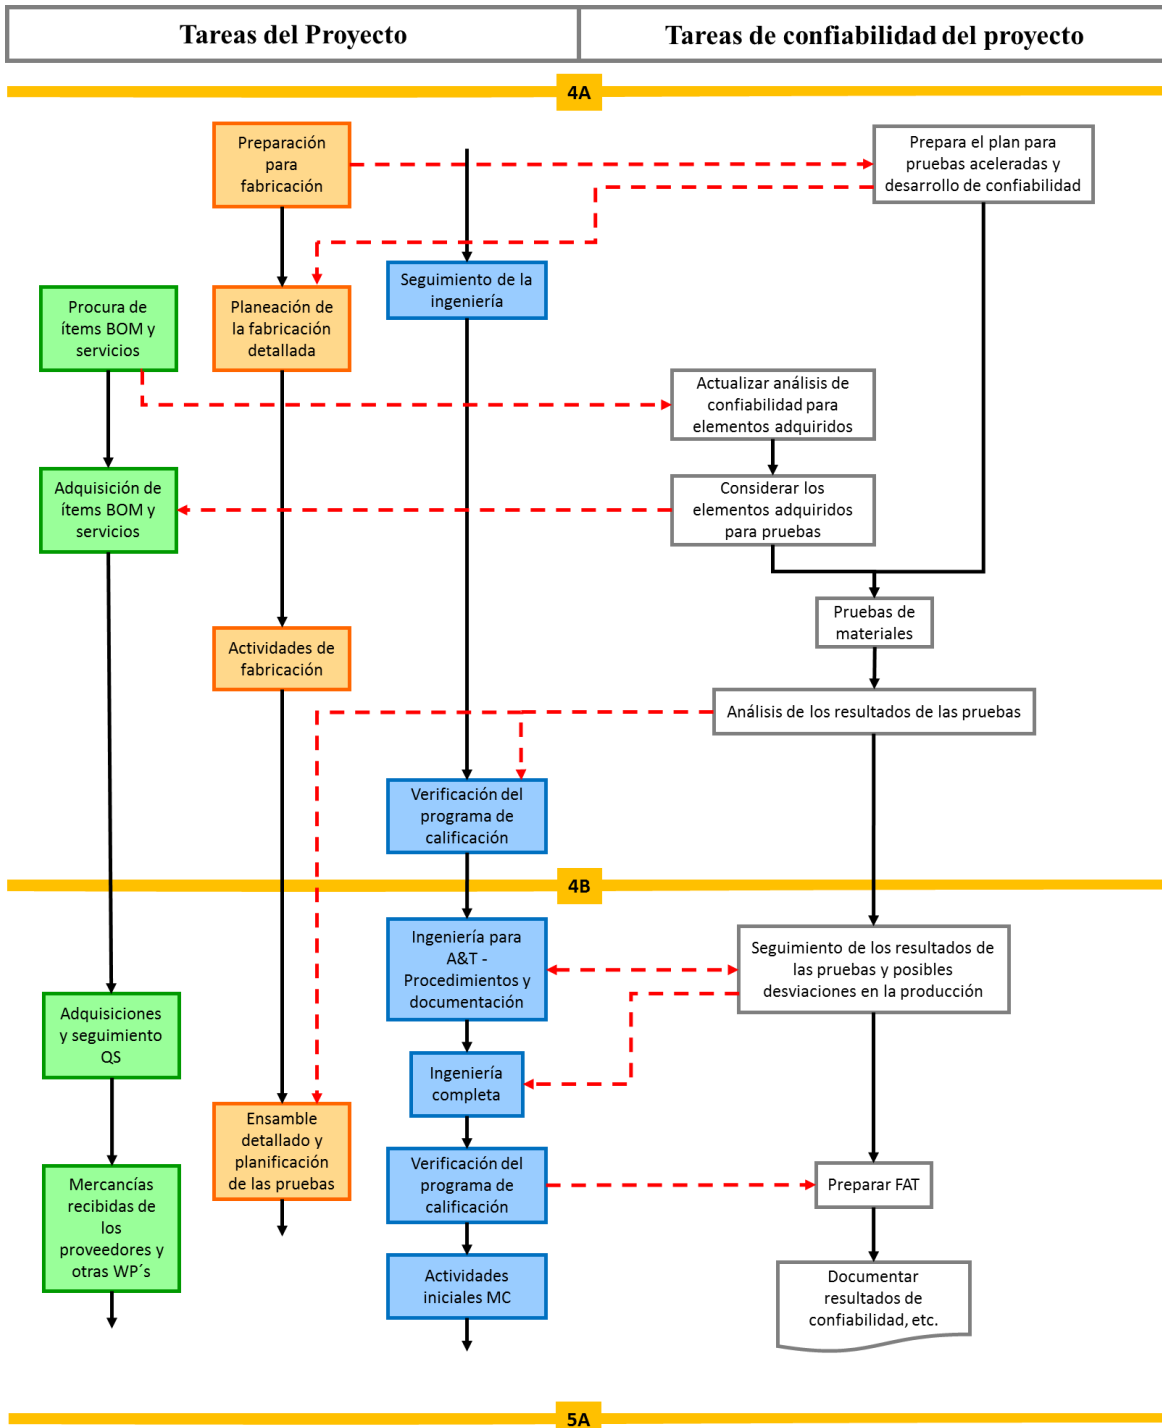 Tareas del Proyecto
Tareas de confiabilidad del proyecto
4A
Preparación
para
fabricación
Prepara el plan para
pruebas aceleradas y
desarrollo de confiabilidad
Seguimiento de la
ingeniería
Procura de
ítems BOM y
servicios
Planeación de
la fabricación
detallada
Actualizar análisis de
confiabilidad para
elementos adquiridos
Adquisición de
ítems BOM y
servicios
Considerar los
elementos adquiridos
para pruebas
Pruebas de
materiales
Actividades de
fabricación
Análisis de los resultados de las pruebas
Verificación del
programa de
calificación
4B
Ingeniería para
A&T -
Procedimientos y
documentación
Seguimiento de los resultados de
las pruebas y posibles
desviaciones en la producción
Adquisiciones
y seguimiento
QS
Ingeniería
completa
Ensamble
detallado y
planificación
de las pruebas
Verificación del
programa de
calificación
Preparar FAT
Mercancías
recibidas de
los
proveedores y
otras WP´s
Actividades
iniciales MC
Documentar
resultados de
confiabilidad, etc.
5A